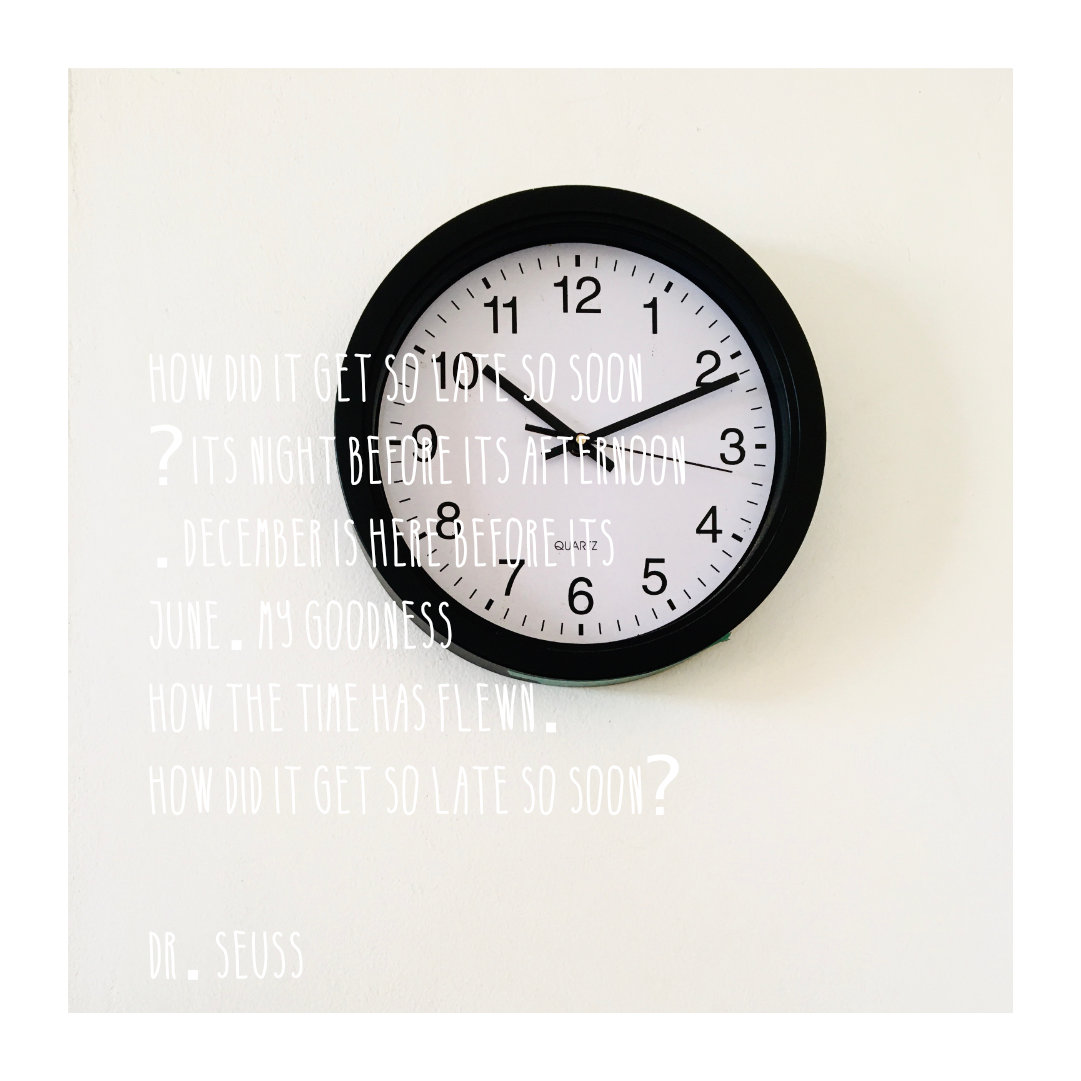 12
11
1
10
2
9
3
8
4
7
5
6
QUARTZ
HOW DID IT GET SO LATE SO SOON
?ITS NIGHT BEFORE ITS AFTERNOON
. DECEMBER IS HERE BEFORE ITS
JUNE. MY GOODNESS
HOW THE TIME HAS FLEWN.
HOW DID IT GET SO LATE SO SOON?
DR. SEUSS